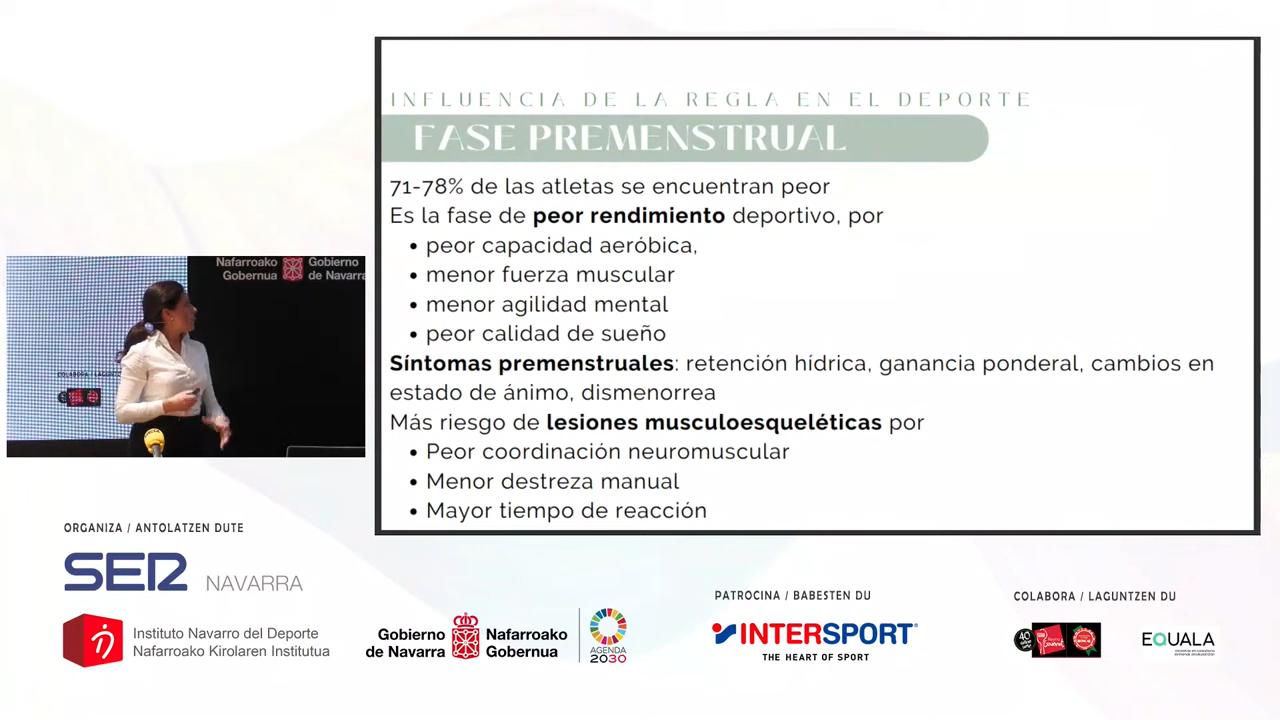 INFLUENCIA DE LA REGLA EN EL DEPORTE
FASE PREMENSTRUAL
71-78% de las atletas se encuentran peor
Es la fase de peor rendimiento deportivo, por
• peor capacidad aeróbica,
• menor fuerza muscular
• menor agilidad mental
• peor calidad de sueño
Síntomas premenstruales: retención hídrica, ganancia ponderal, cambios en
estado de ánimo, dismenorrea
Más riesgo de lesiones musculoesqueléticas por
• Peor coordinación neuromuscular
• Menor destreza manual
• Mayor tiempo de reacción
Nafarroako Gobernua
Gobierno de Navarra
COLABORA / LAGUNTZEN
ORGANIZA / ANTOLATZEN DUTE
SER NAVARRA
Instituto Navarro del Deporte
Nafarroako Kirolaren Institutua
Gobierno de Navarra
Nafarroako Gobernua
AGENDA 2030
PATROCINA / BABESTEN DU
INTERSPORT
THE HEART OF SPORT
COLABORA / LAGUNTZEN DU
40
EQUALA